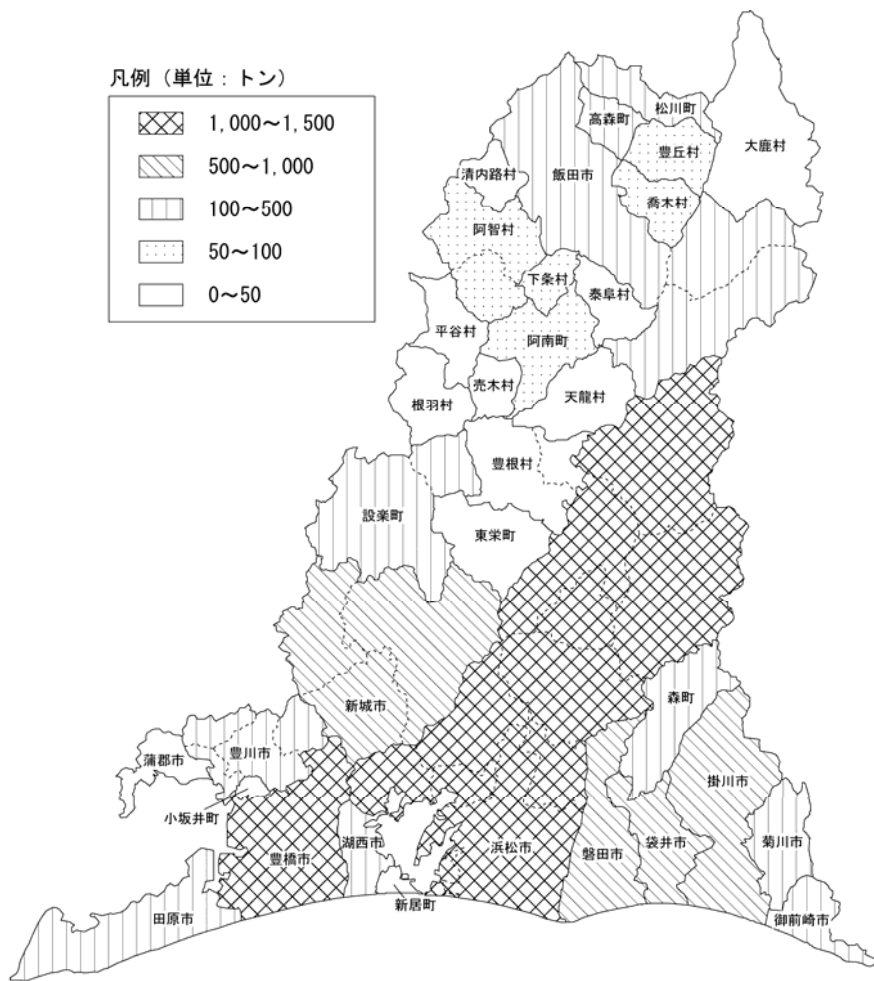 凡例（単位：トン）
1,000～1,500
500～1,000
100～500
50～100
0～50
松川町
高森町
大鹿村
豊丘村
清内路村
飯田市
喬木村
阿智村
下条村
泰阜村
平谷村
阿南町
売木村
天龍村
根羽村
豊根村
設楽町
東栄町
森町
新城市
豊川市
蒲郡市
掛川市
小坂井町
湖西市
菊川市
豊橋市
浜松市
磐田市
袋井市
新居町
田原市
御前崎市